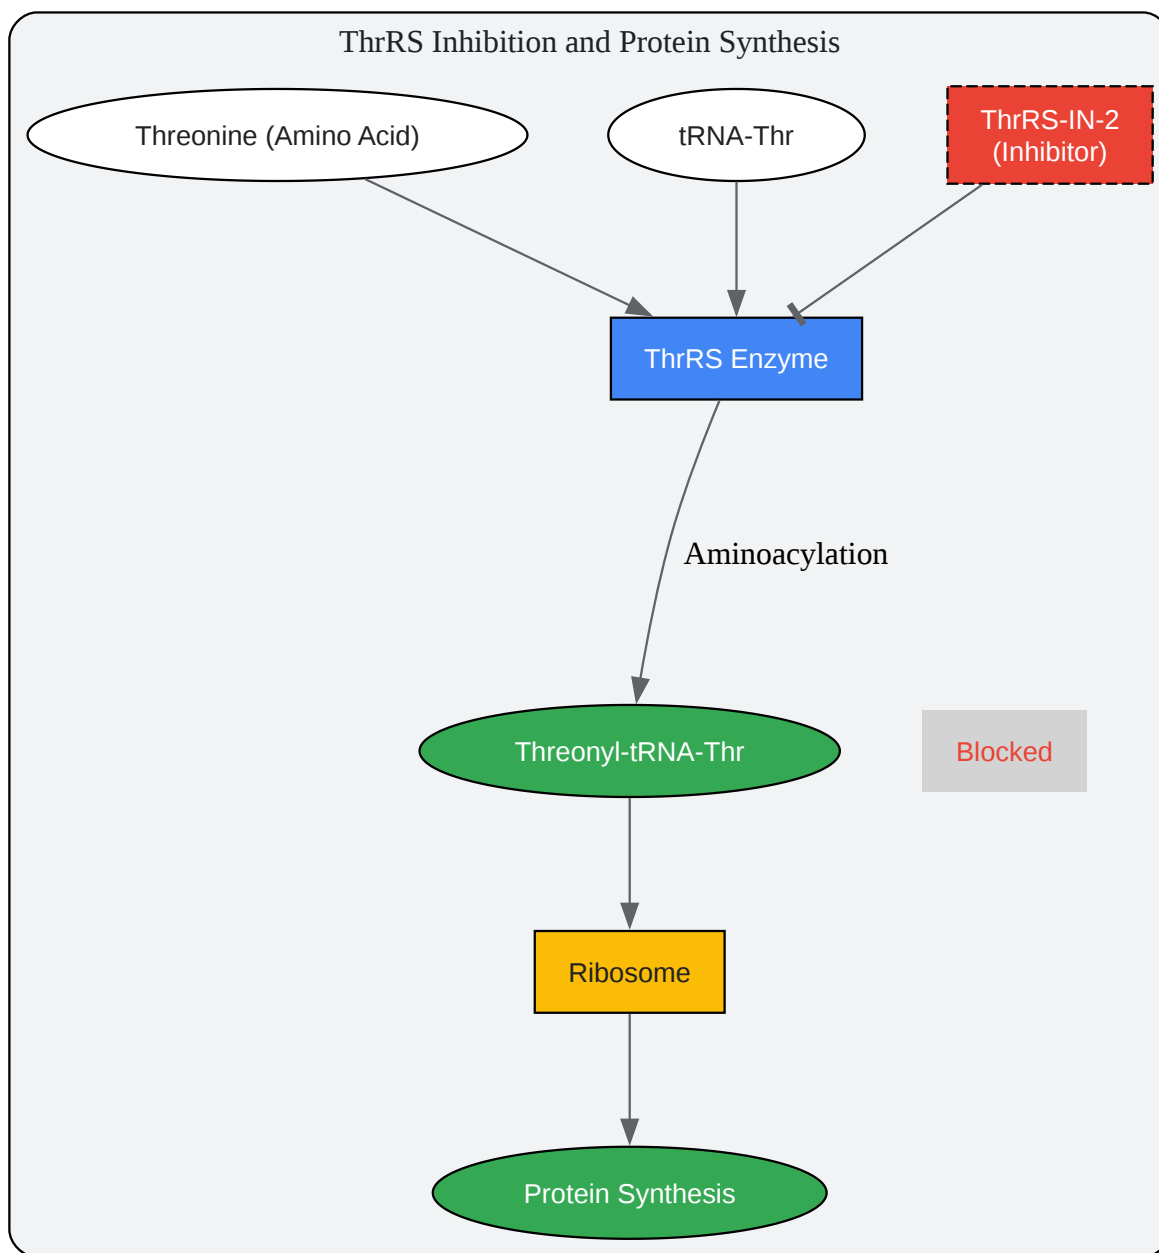 ThrRS Inhibition and Protein Synthesis
Threonine (Amino Acid)
tRNA-Thr
ThrRS-IN-2
(Inhibitor)
ThrRS Enzyme
Aminoacylation
Threonyl-tRNA-Thr
Blocked
Ribosome
Protein Synthesis